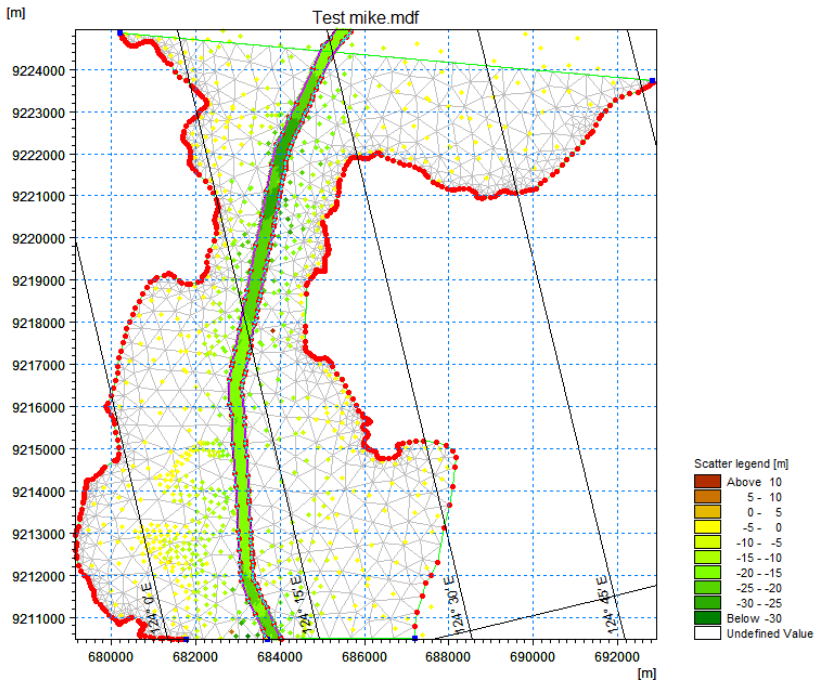 [m]
Test mike.mdf
9224000
9223000
9222000
9221000
9220000
9219000
9218000
9217000
9216000
9215000
9214000
9213000
9212000
9211000
124° 0' E
124° 15' E
124° 30' E
124° 45' E
680000 682000 684000 686000 688000 690000 692000
[m]
Scatter legend [m]
Above 10
5 - 10
0 - 5
-5 - 0
-10 - -5
-15 - -10
-20 - -15
-25 - -20
-30 - -25
Below -30
Undefined Value